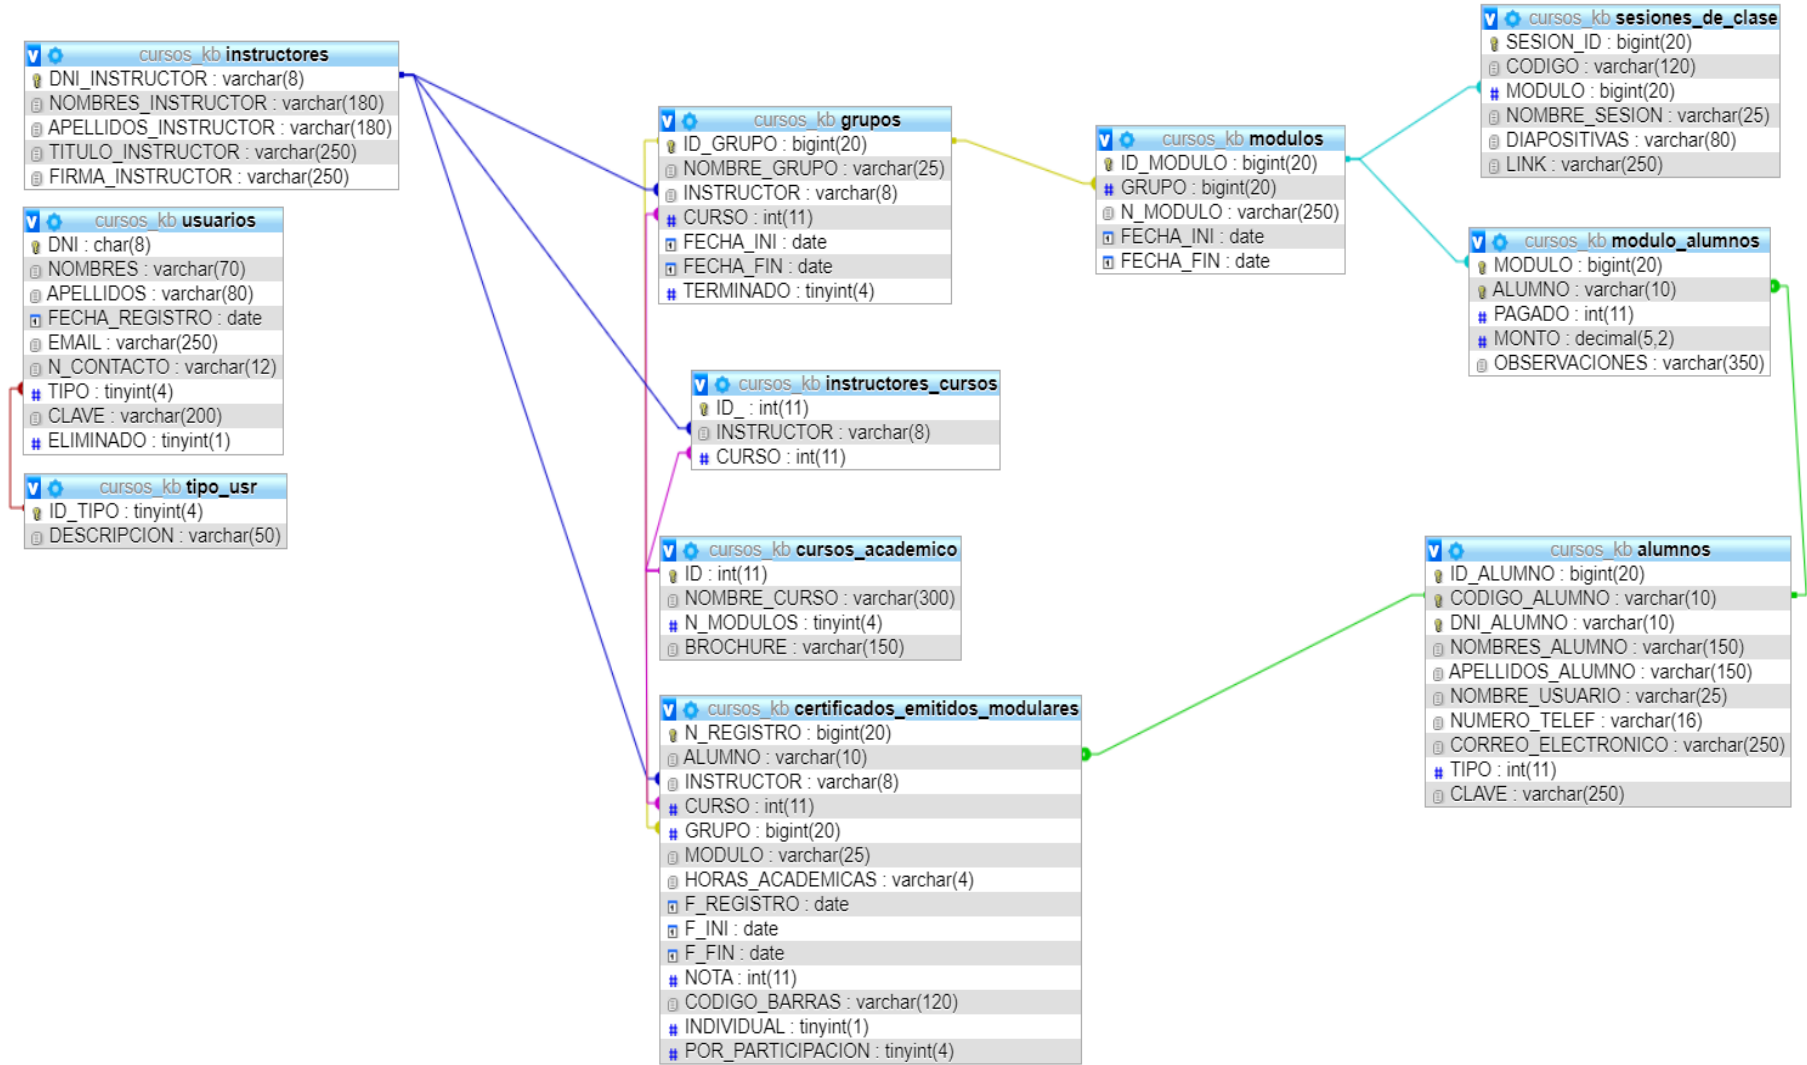 cursos_kb instructores
DNI_INSTRUCTOR : varchar(8)
NOMBRES_INSTRUCTOR : varchar(180)
APELLIDOS_INSTRUCTOR : varchar(180)
TITULO_INSTRUCTOR : varchar(250)
FIRMA_INSTRUCTOR : varchar(250)
cursos_kb usuarios
DNI : char(8)
NOMBRES : varchar(70)
APELLIDOS : varchar(80)
FECHA_REGISTRO : date
EMAIL : varchar(250)
N_CONTACTO : varchar(12)
TIPO : tinyint(4)
CLAVE : varchar(200)
ELIMINADO : tinyint(1)
cursos_kb tipo_usr
ID_TIPO : tinyint(4)
DESCRIPCION : varchar(50)
cursos_kb grupos
ID_GRUPO : bigint(20)
NOMBRE_GRUPO : varchar(25)
INSTRUCTOR : varchar(8)
CURSO : int(11)
FECHA_INI : date
FECHA_FIN : date
TERMINADO : tinyint(4)
cursos_kb instructores_cursos
ID_ : int(11)
INSTRUCTOR : varchar(8)
CURSO : int(11)
cursos_kb cursos_academico
ID : int(11)
NOMBRE_CURSO : varchar(300)
N_MODULOS : tinyint(4)
BROCHURE : varchar(150)
cursos_kb certificados_emitidos_modulares
N_REGISTRO : bigint(20)
ALUMNO : varchar(10)
INSTRUCTOR : varchar(8)
CURSO : int(11)
GRUPO : bigint(20)
MODULO : varchar(25)
HORAS_ACADEMICAS : varchar(4)
F_REGISTRO : date
F_INI : date
F_FIN : date
NOTA : int(11)
CODIGO_BARRAS : varchar(120)
INDIVIDUAL : tinyint(1)
POR_PARTICIPACION : tinyint(4)
cursos_kb modulos
ID_MODULO : bigint(20)
GRUPO : bigint(20)
N_MODULO : varchar(250)
FECHA_INI : date
FECHA_FIN : date
cursos_kb sesiones_de_clase
SESION_ID : bigint(20)
CODIGO : varchar(120)
MODULO : bigint(20)
NOMBRE_SESION : varchar(25)
DIAPOSITIVAS : varchar(80)
LINK : varchar(250)
cursos_kb modulo_alumnos
MODULO : bigint(20)
ALUMNO : varchar(10)
PAGADO : int(11)
MONTO : decimal(5,2)
OBSERVACIONES : varchar(350)
cursos_kb alumnos
ID_ALUMNO : bigint(20)
CODIGO_ALUMNO : varchar(10)
DNI_ALUMNO : varchar(10)
NOMBRES_ALUMNO : varchar(150)
APELLIDOS_ALUMNO : varchar(150)
NOMBRE_USUARIO : varchar(25)
NUMERO_TELEF : varchar(16)
CORREO_ELECTRONICO : varchar(250)
TIPO : int(11)
CLAVE : varchar(250)